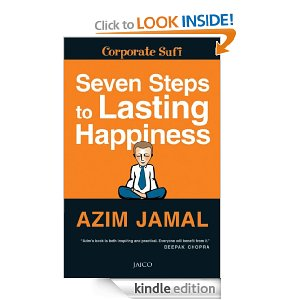 Click to
LOOK INSIDE!
Corporate Sufi
Seven Steps
to Lasting
Happiness
AZIM JAMAL
"Azim's book is both inspiring and practical. Everyone will benefit from it."
DEEPAK CHOPRA
JAICO
kindle edition